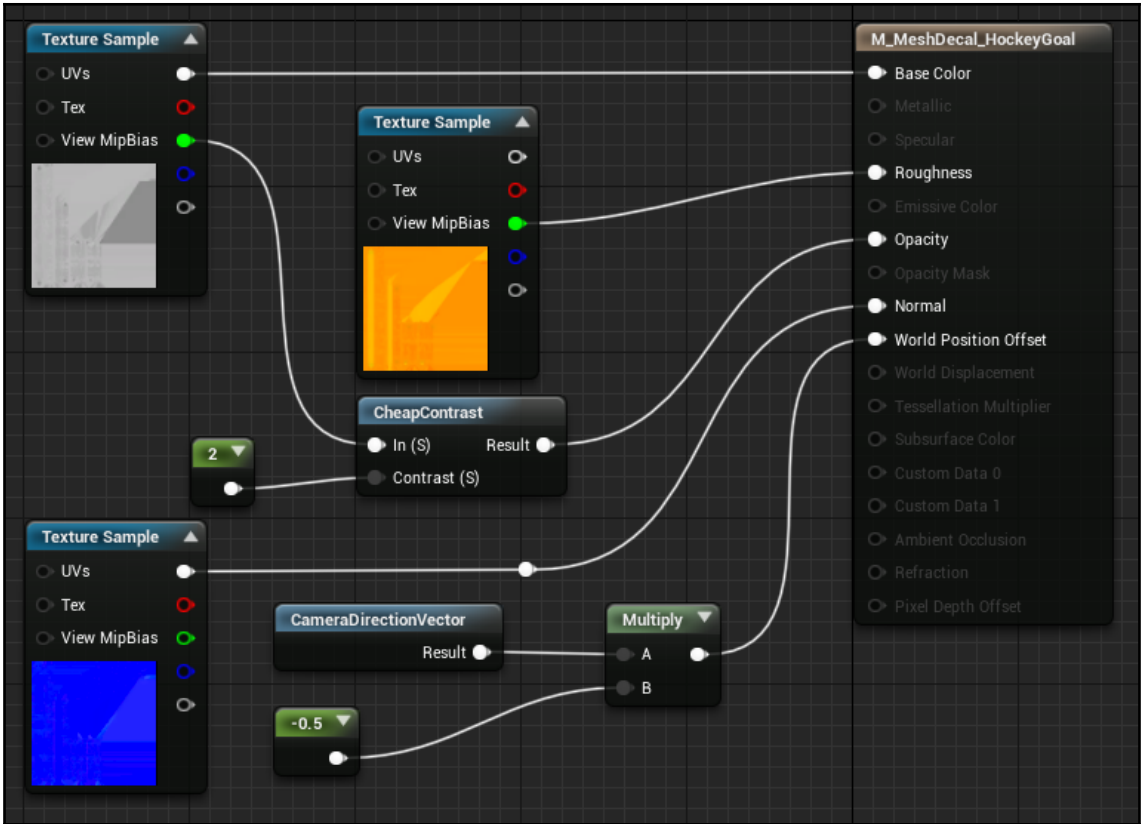 Texture Sample
UVs
Tex
View MipBias
Texture Sample
UVs
Tex
View MipBias
CheapContrast
In (S) Result
Contrast (S)
2
Texture Sample
UVs
Tex
View MipBias
CameraDirectionVector
Result
-0.5
Multiply
A
B
M_MeshDecal_HockeyGoal
Base Color
Metallic
Specular
Roughness
Emissive Color
Opacity
Opacity Mask
Normal
World Position Offset
World Displacement
Tessellation Multiplier
Subsurface Color
Custom Data 0
Custom Data 1
Ambient Occlusion
Refraction
Pixel Depth Offset